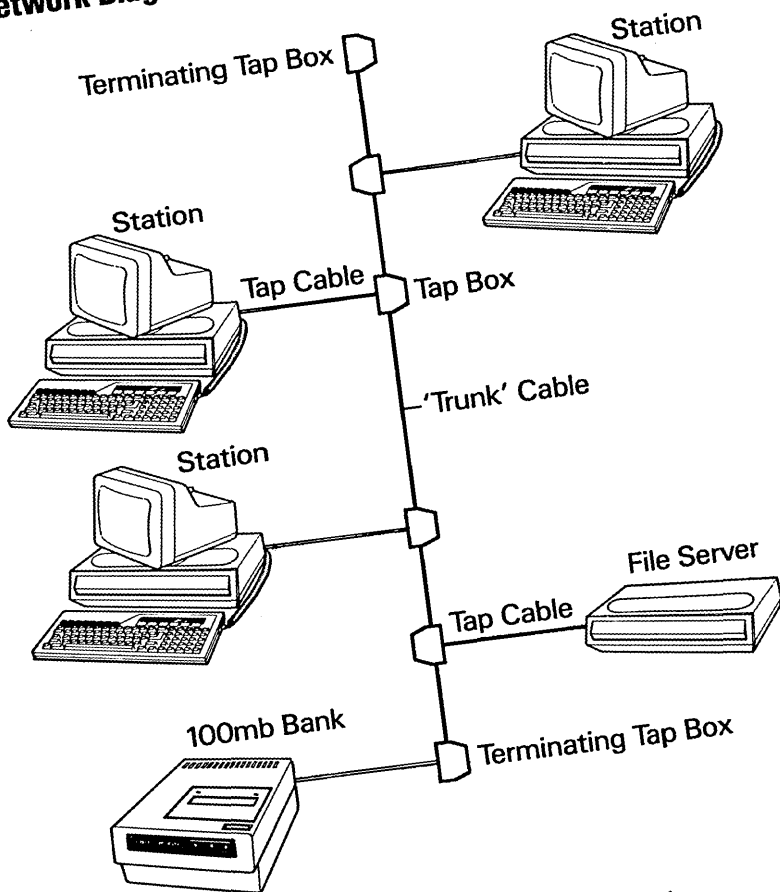 Network Diag
Terminating Tap Box
Station
Station
Tap Cable
Tap Box
'Trunk' Cable
Station
File Server
Tap Cable
100mb Bank
Terminating Tap Box